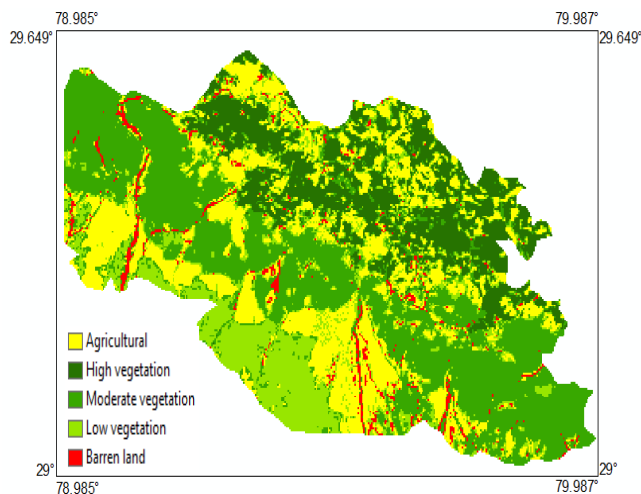 78.985°
79.987°
29.649°
29.649°
Agricultural
High vegetation
Moderate vegetation
Low vegetation
Barren land
29°
29°
78.985°
79.987°